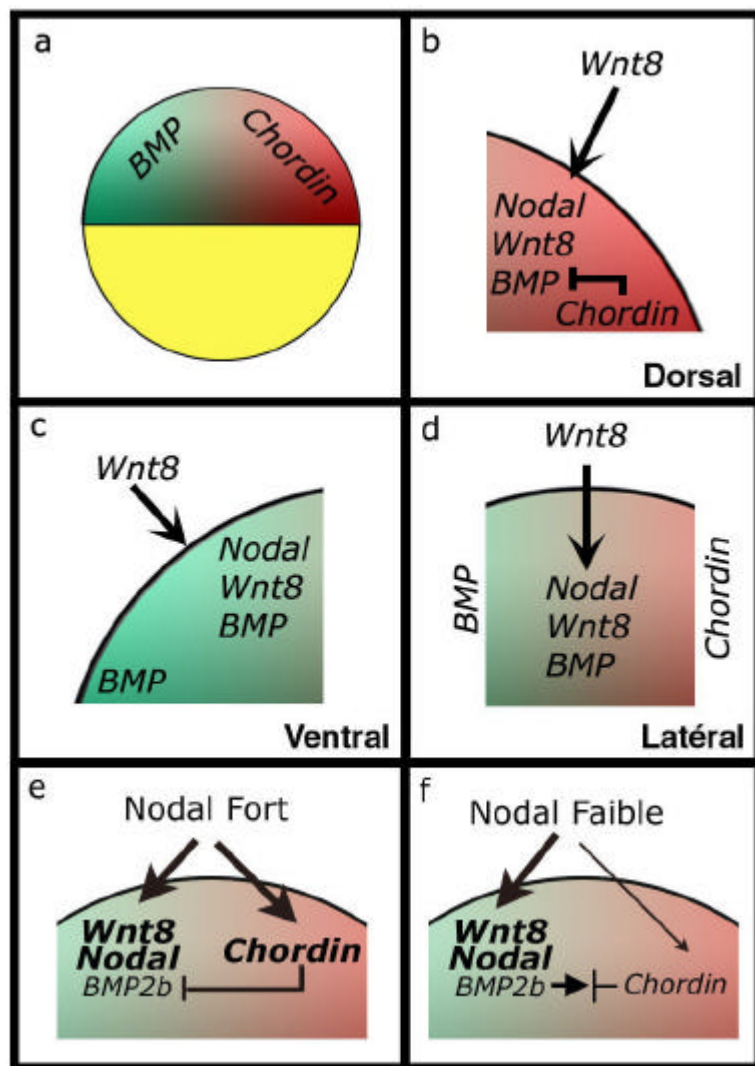 a
BMP
Chordin
b
Wnt8
Nodal
Wnt8
BMP
Chordin
Dorsal
c
Wnt8
Nodal
Wnt8
BMP
BMP
Ventral
d
Wnt8
BMP
Nodal
Wnt8
BMP
Chordin
Latéral
e
Nodal Fort
Wnt8
Nodal
BMP2b
Chordin
f
Nodal Faible
Wnt8
Nodal
BMP2b
Chordin